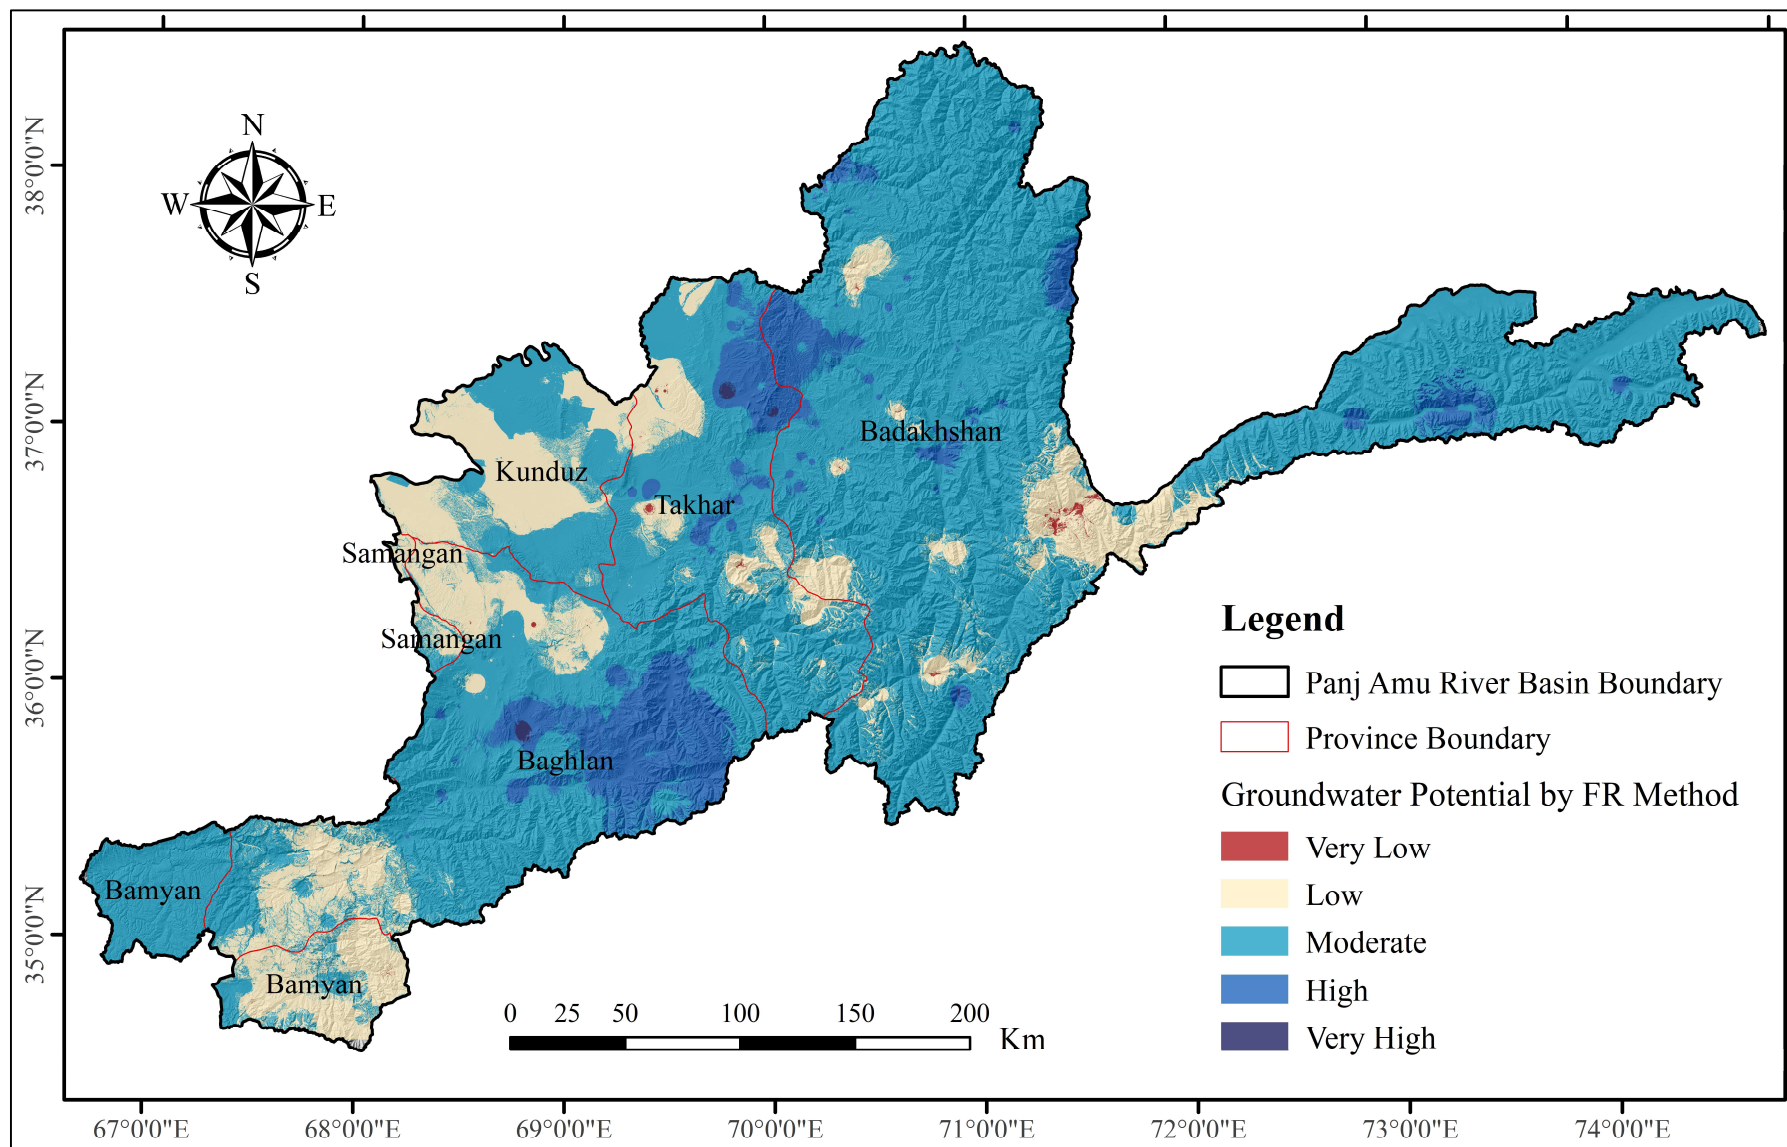 N
W E
S
38°0'0"N
37°0'0"N
36°0'0"N
35°0'0"N
Badakhshan
Kunduz
Takhar
Samangan
Samangan
Baghlan
Bamyan
Bamyan
Legend
Panj Amu River Basin Boundary
Province Boundary
Groundwater Potential by FR Method
Very Low
Low
Moderate
High
Very High
0 25 50 100 150 200
Km
67°0'0"E 68°0'0"E 69°0'0"E 70°0'0"E 71°0'0"E 72°0'0"E 73°0'0"E 74°0'0"E